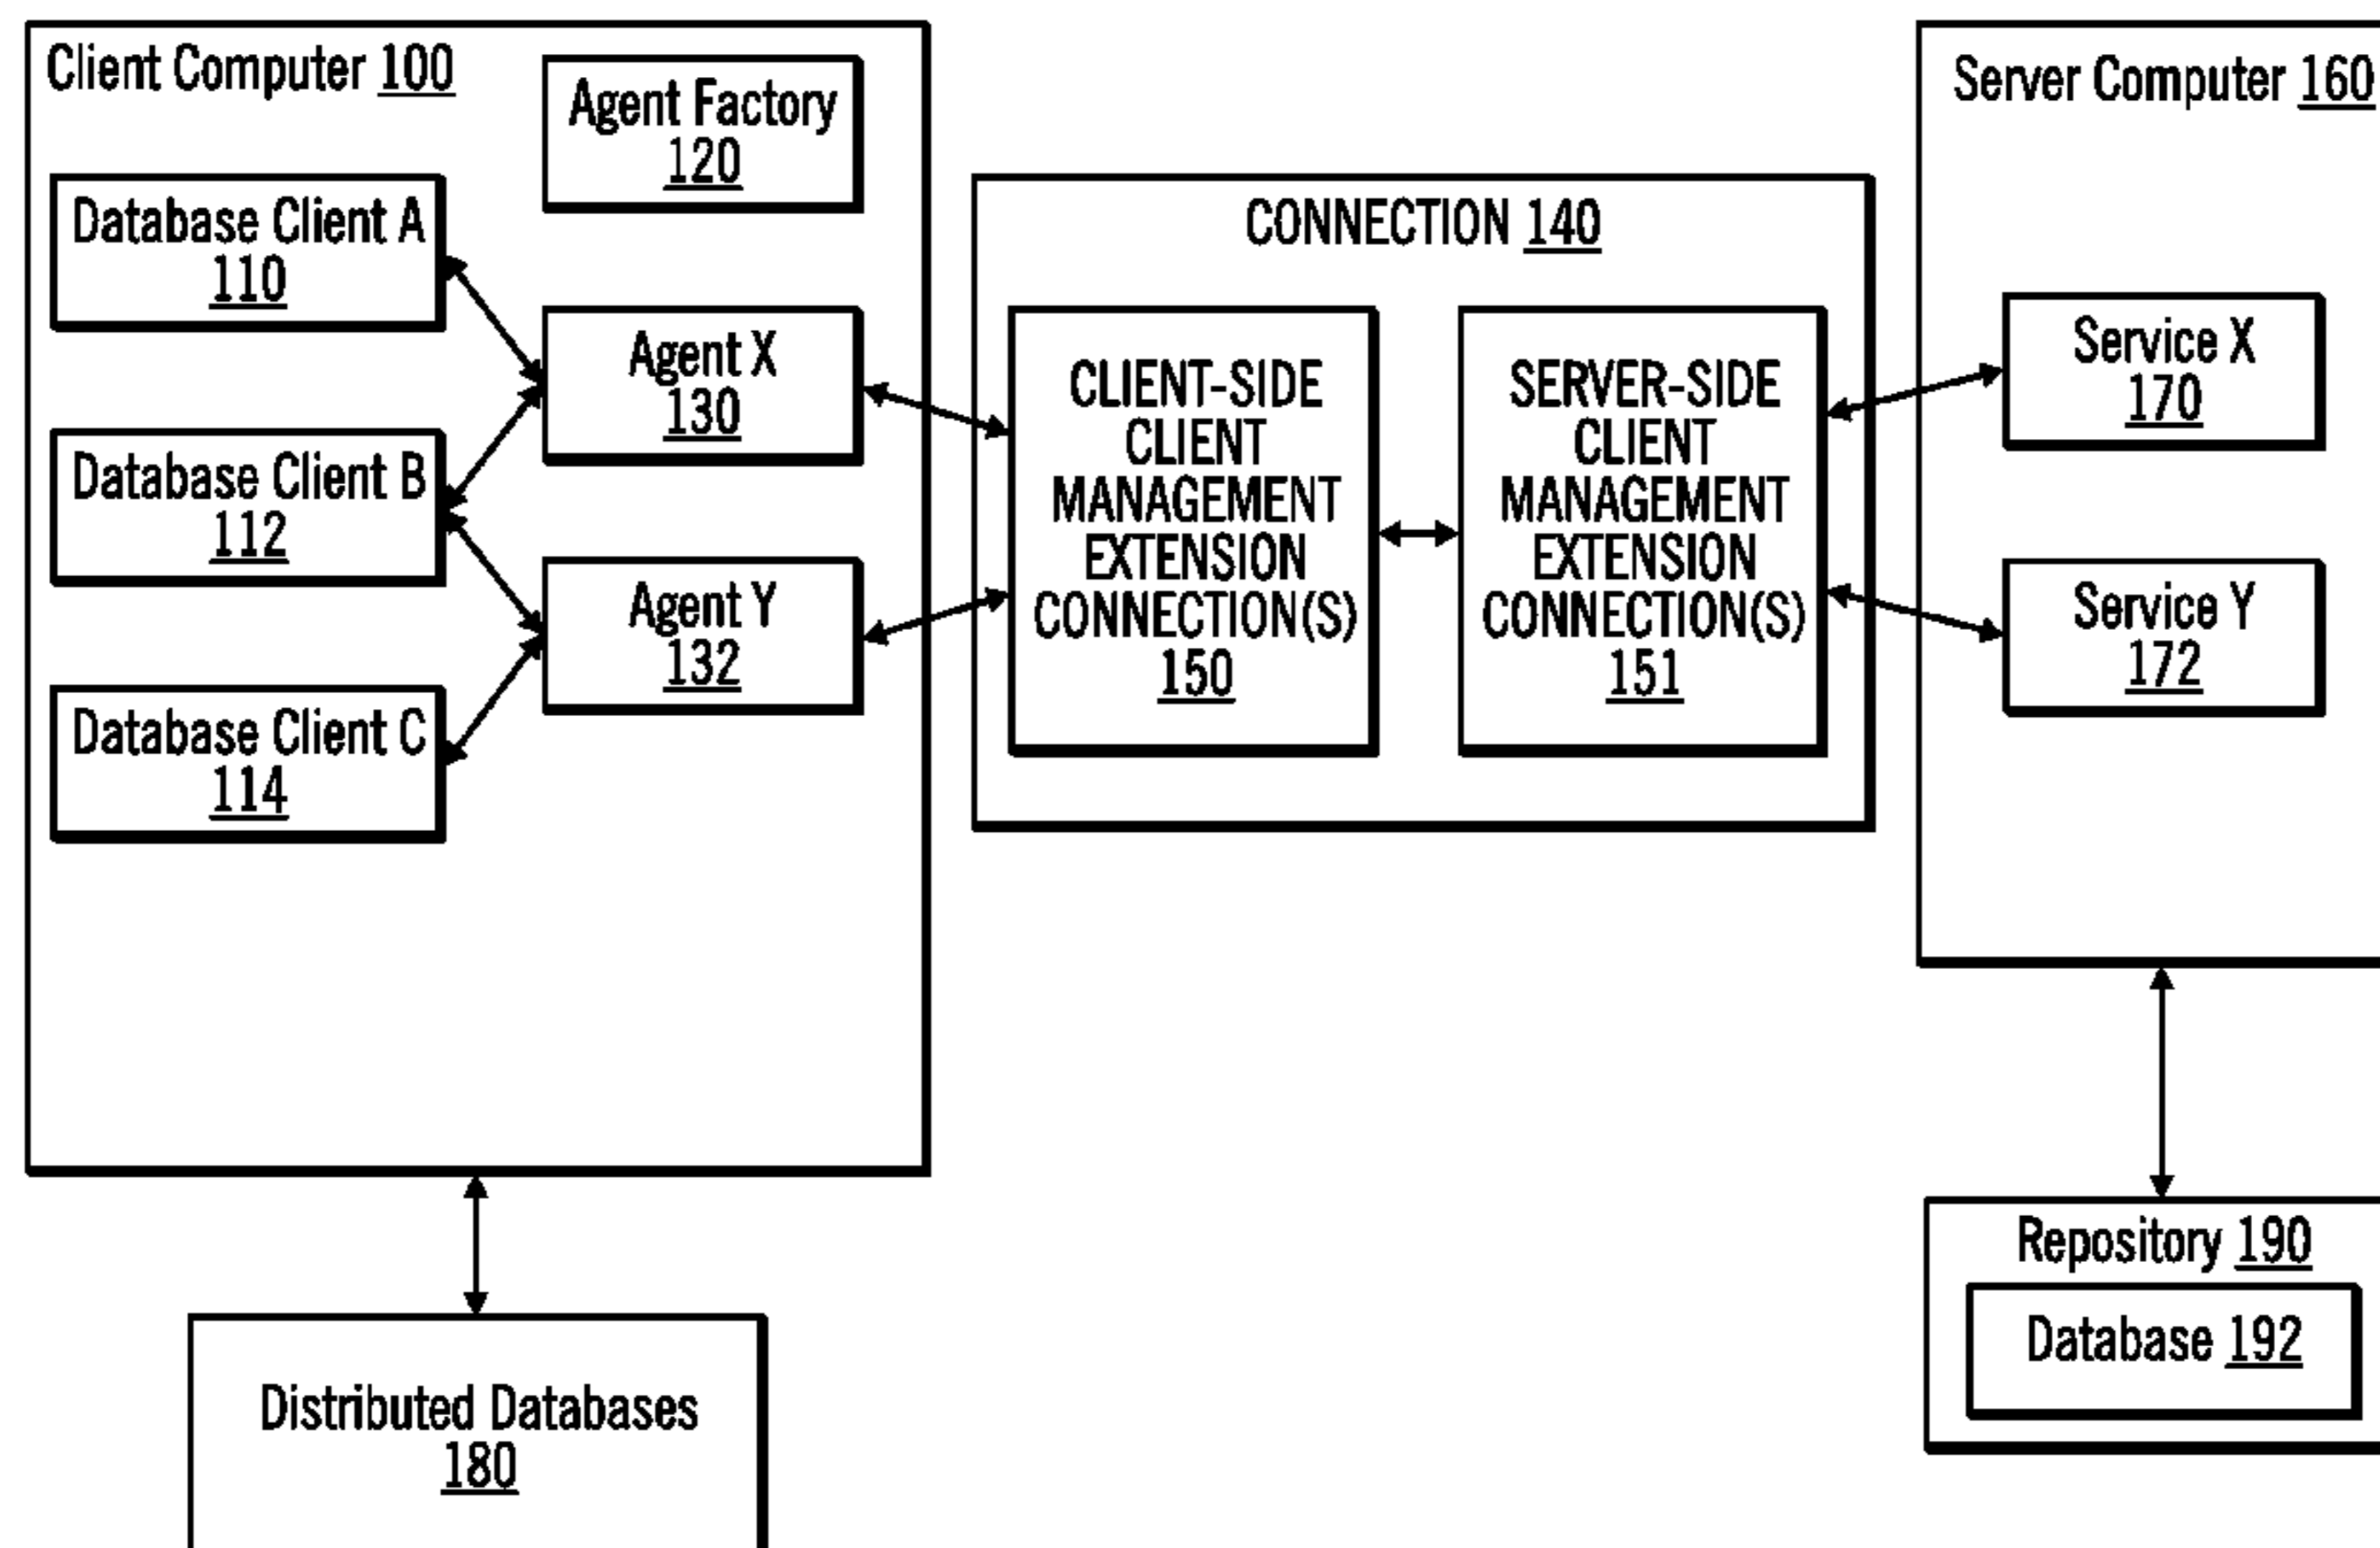 Client Computer 100
Agent Factory
120
Database Client A
110
Agent X
130
Database Client B
112
Agent Y
132
Database Client C
114
CONNECTION 140
CLIENT-SIDE
CLIENT
MANAGEMENT
EXTENSION
CONNECTION(S)
150
SERVER-SIDE
CLIENT
MANAGEMENT
EXTENSION
CONNECTION(S)
151
Server Computer 160
Service X
170
Service Y
172
Distributed Databases
180
Repository 190
Database 192